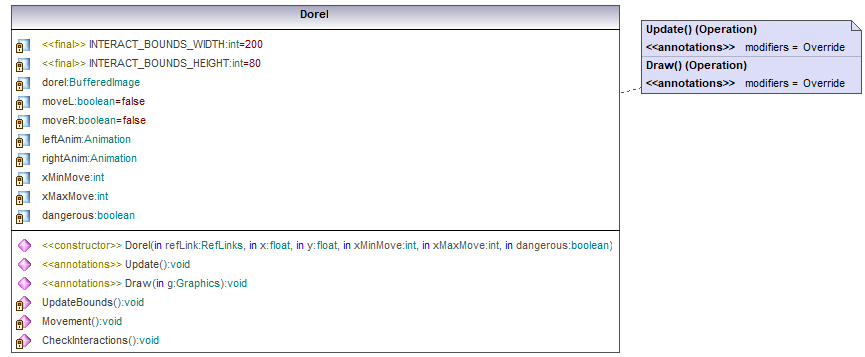 Dorel
<<final>> INTERACT_BOUNDS_WIDTH:int=200
<<final>> INTERACT_BOUNDS_HEIGHT:int=80
dorel:BufferedImage
moveL:boolean=false
moveR:boolean=false
leftAnim:Animation
rightAnim:Animation
xMinMove:int
xMaxMove:int
dangerous:boolean
<<constructor>> Dorel(in refLink:RefLinks, in x:float, in y:float, in xMinMove:int, in xMaxMove:int, in dangerous:boolean)
<<annotations>> Update():void
<<annotations>> Draw(in g:Graphics):void
UpdateBounds():void
Movement():void
CheckInteractions():void
Update() (Operation)
<<annotations>> modifiers = Override
Draw() (Operation)
<<annotations>> modifiers = Override